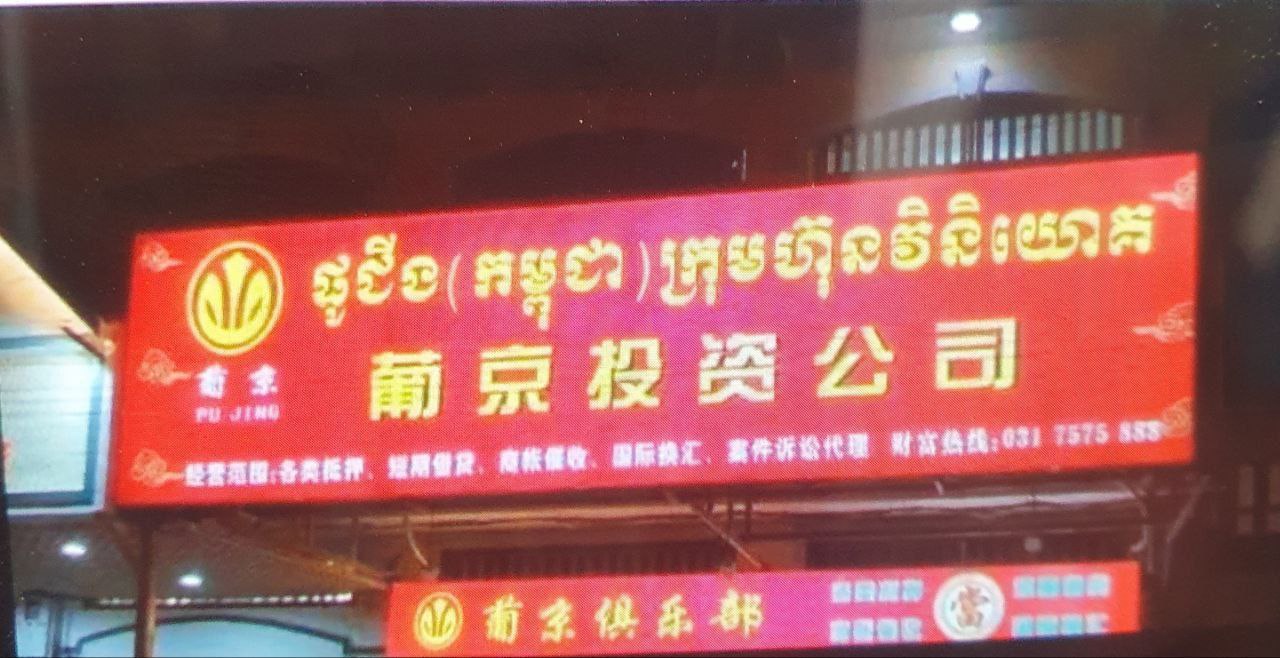 ភូជីង(កម្ពុជា)ក្រុមហ៊ុនវិនិយោគ
葡京投资公司
葡京
PU JING
经营范围:各类抵押、短期借贷、商帐催收、国际换汇、案件诉讼代理 财富热线:031 7575 888
葡京俱乐部